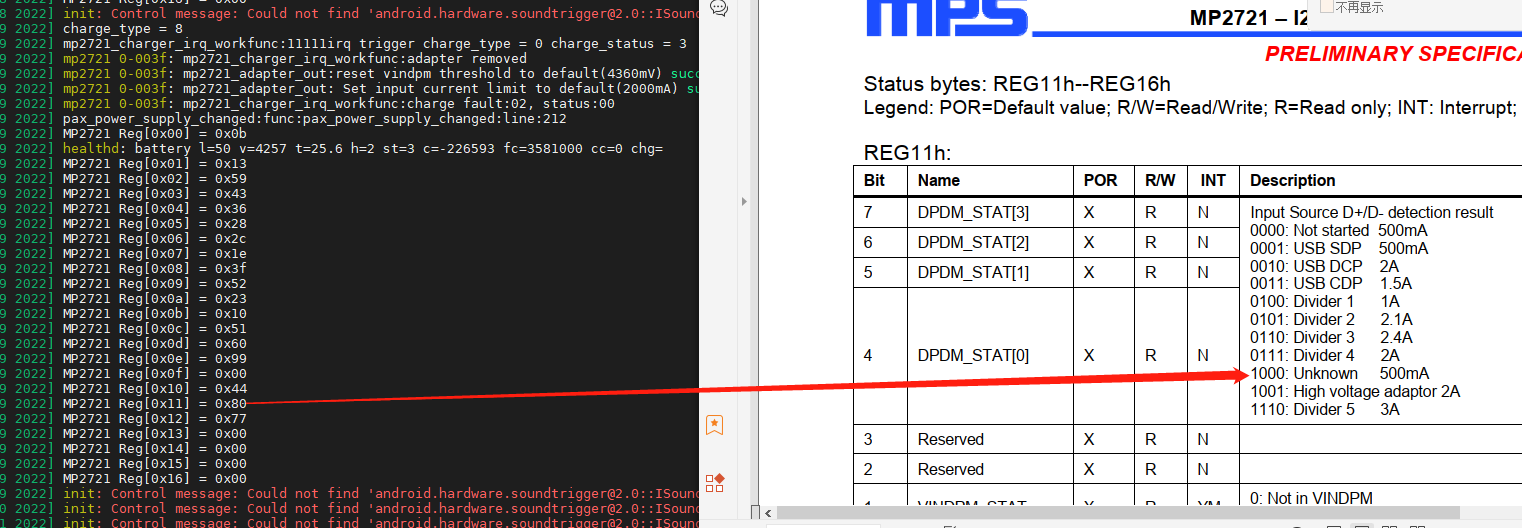 MP2721 Reg[0x16] = 0x00
9 2022] init: Control message: Could not find 'android.hardware.soundtrigger@2.0::ISoun
9 2022] charge_type = 8
9 2022] mp2721_charger_irq_workfunc:11111irq trigger charge_type = 0 charge_status = 3
9 2022] mp2721 0-003f: mp2721_charger_irq_workfunc:adapter removed
9 2022] mp2721 0-003f: mp2721_adapter_out:reset vindpm threshold to default(4360mV) succ
9 2022] mp2721 0-003f: mp2721_adapter_out: Set input current limit to default(2000mA) su
9 2022] mp2721 0-003f: mp2721_charger_irq_workfunc:charge fault:02, status:00
9 2022] pax_power_supply_changed:func:pax_power_supply_changed:line:212
9 2022] MP2721 Reg[0x00] = 0x0b
9 2022] healthd: battery l=50 v=4257 t=25.6 h=2 st=3 c=-226593 fc=3581000 cc=0 chg=
9 2022] MP2721 Reg[0x01] = 0x13
9 2022] MP2721 Reg[0x02] = 0x59
9 2022] MP2721 Reg[0x03] = 0x43
9 2022] MP2721 Reg[0x04] = 0x36
9 2022] MP2721 Reg[0x05] = 0x28
9 2022] MP2721 Reg[0x06] = 0x2c
9 2022] MP2721 Reg[0x07] = 0x1e
9 2022] MP2721 Reg[0x08] = 0x3f
9 2022] MP2721 Reg[0x09] = 0x52
9 2022] MP2721 Reg[0x0a] = 0x23
9 2022] MP2721 Reg[0x0b] = 0x10
9 2022] MP2721 Reg[0x0c] = 0x51
9 2022] MP2721 Reg[0x0d] = 0x60
9 2022] MP2721 Reg[0x0e] = 0x99
9 2022] MP2721 Reg[0x0f] = 0x00
9 2022] MP2721 Reg[0x10] = 0x44
9 2022] MP2721 Reg[0x11] = 0x80
9 2022] MP2721 Reg[0x12] = 0x77
9 2022] MP2721 Reg[0x13] = 0x00
9 2022] MP2721 Reg[0x14] = 0x00
9 2022] MP2721 Reg[0x15] = 0x00
9 2022] MP2721 Reg[0x16] = 0x00
9 2022] init: Control message: Could not find 'android.hardware.soundtrigger@2.0::ISoun
0 2022] init: Control message: Could not find 'android.hardware.soundtrigger@2.0::ISoun
1 2022] init: Control message: Could not find 'android.hardware.soundtrigger@2.0::ISoun
不再显示
mps
MP2721 – I2
PRELIMINARY SPECIFICA
Status bytes: REG11h--REG16h
Legend: POR=Default value; R/W=Read/Write; R=Read only; INT: Interrupt;
REG11h:
Bit Name POR R/W INT Description
7 DPDM_STAT[3] X R N
6 DPDM_STAT[2] X R N
5 DPDM_STAT[1] X R N
4 DPDM_STAT[0] X R N
Input Source D+/D- detection result
0000: Not started 500mA
0001: USB SDP 500mA
0010: USB DCP 2A
0011: USB CDP 1.5A
0100: Divider 1 1A
0101: Divider 2 2.1A
0110: Divider 3 2.4A
0111: Divider 4 2A
1000: Unknown 500mA
1001: High voltage adaptor 2A
1110: Divider 5 3A
3 Reserved X R N
2 Reserved X R N
1 VINDPM_STAT X R YM
0: Not in VINDPM